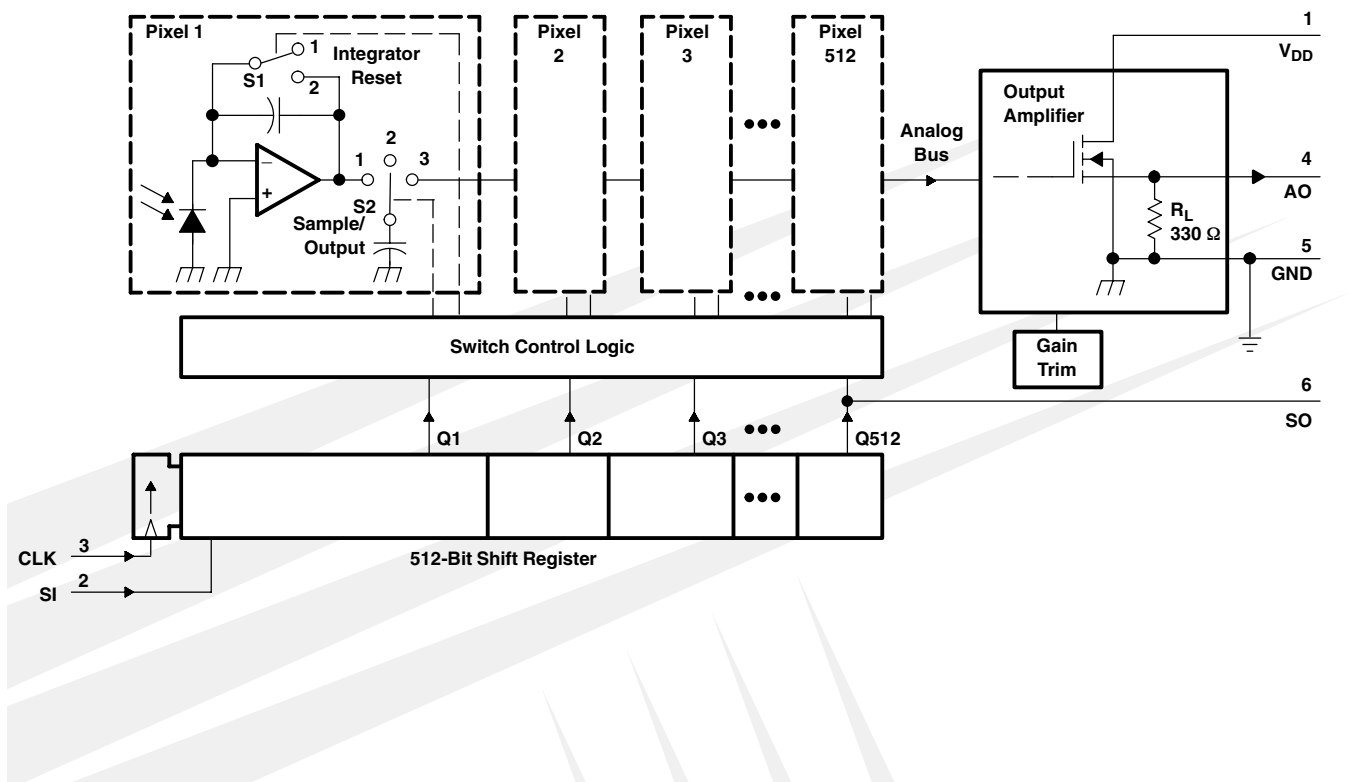 Pixel 1
1
Integrator
Reset
S1
2
−
+
1
2
3
S2
Sample/
Output
Pixel
2
Pixel
3
Pixel
512
•••
•••
Analog
Bus
Output
Amplifier
RL
330 Ω
1
VDD
4
AO
5
GND
Gain
Trim
6
SO
Switch Control Logic
Q1
Q2
Q3
•••
Q512
•••
CLK
3
SI
2
512-Bit Shift Register